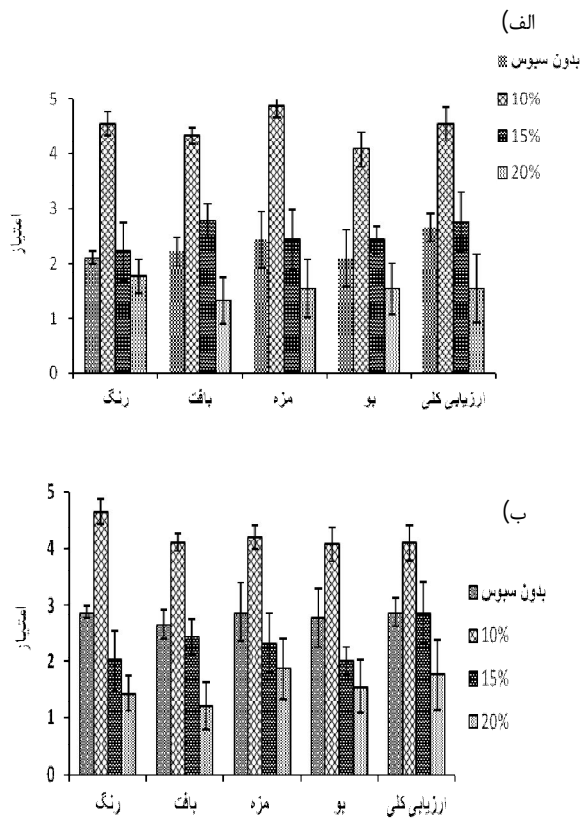 الف)
بدون سبوس
10%
15%
20%
امتیاز
5
4
3
2
1
0
رنگ
بافت
مزه
بو
ارزیابی کلی
ب)
بدون سبوس
10%
15%
20%
امتیاز
5
4
3
2
1
0
رنگ
بافت
مزه
بو
ارزیابی کلی